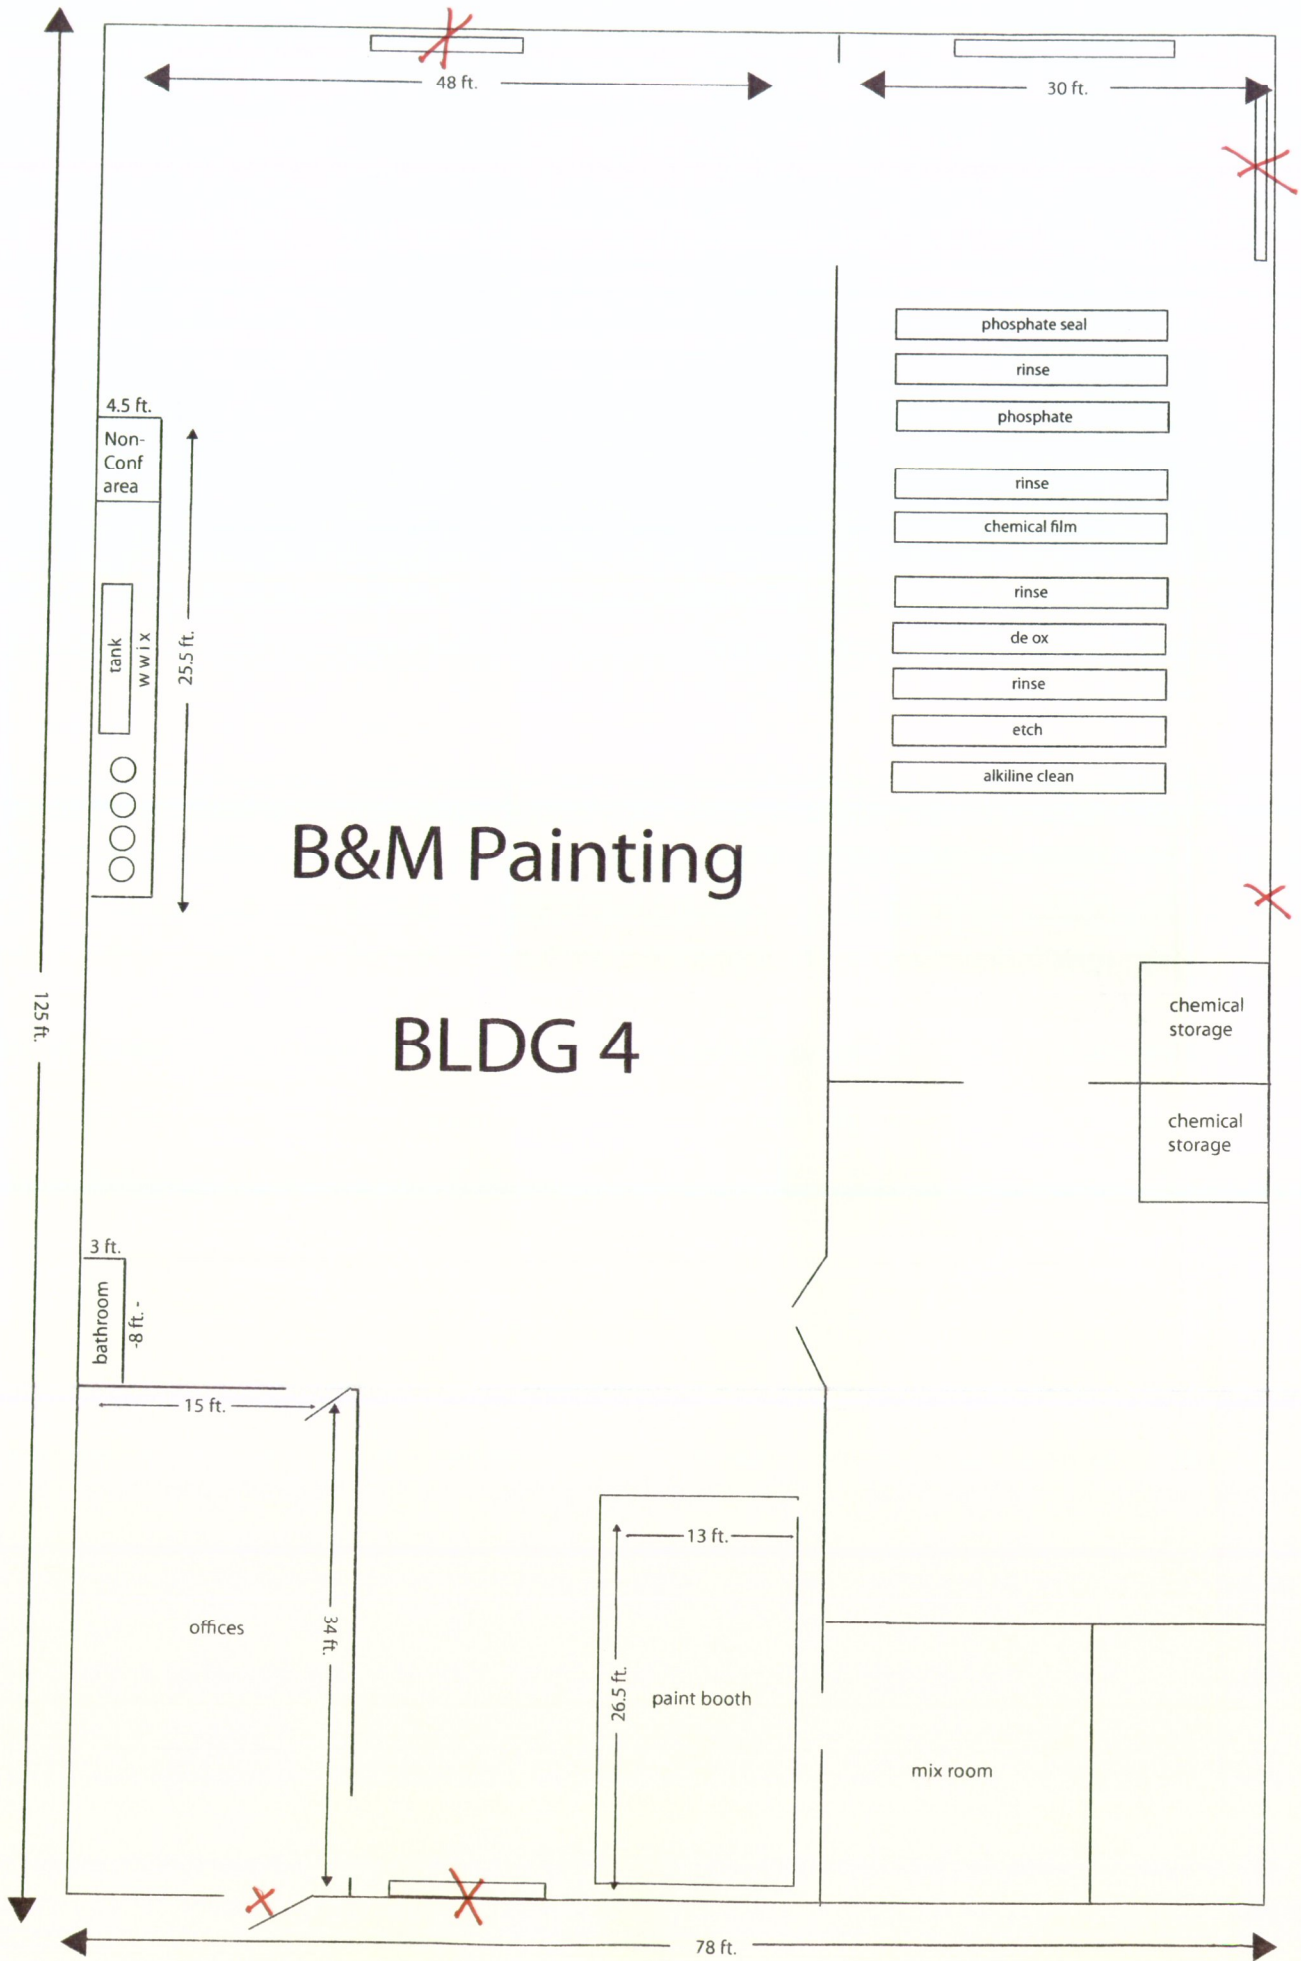 48 ft.
30 ft.
phosphate seal
rinse
phosphate
rinse
chemical film
rinse
de ox
rinse
etch
alkiline clean
4.5 ft.
Non-
Conf
area
tank
w w i x
25.5 ft.
B&M Painting
BLDG 4
125 ft.
chemical
storage
chemical
storage
3 ft.
bathroom
-8 ft. -
15 ft.
offices
34 ft.
13 ft.
26.5 ft.
paint booth
mix room
78 ft.